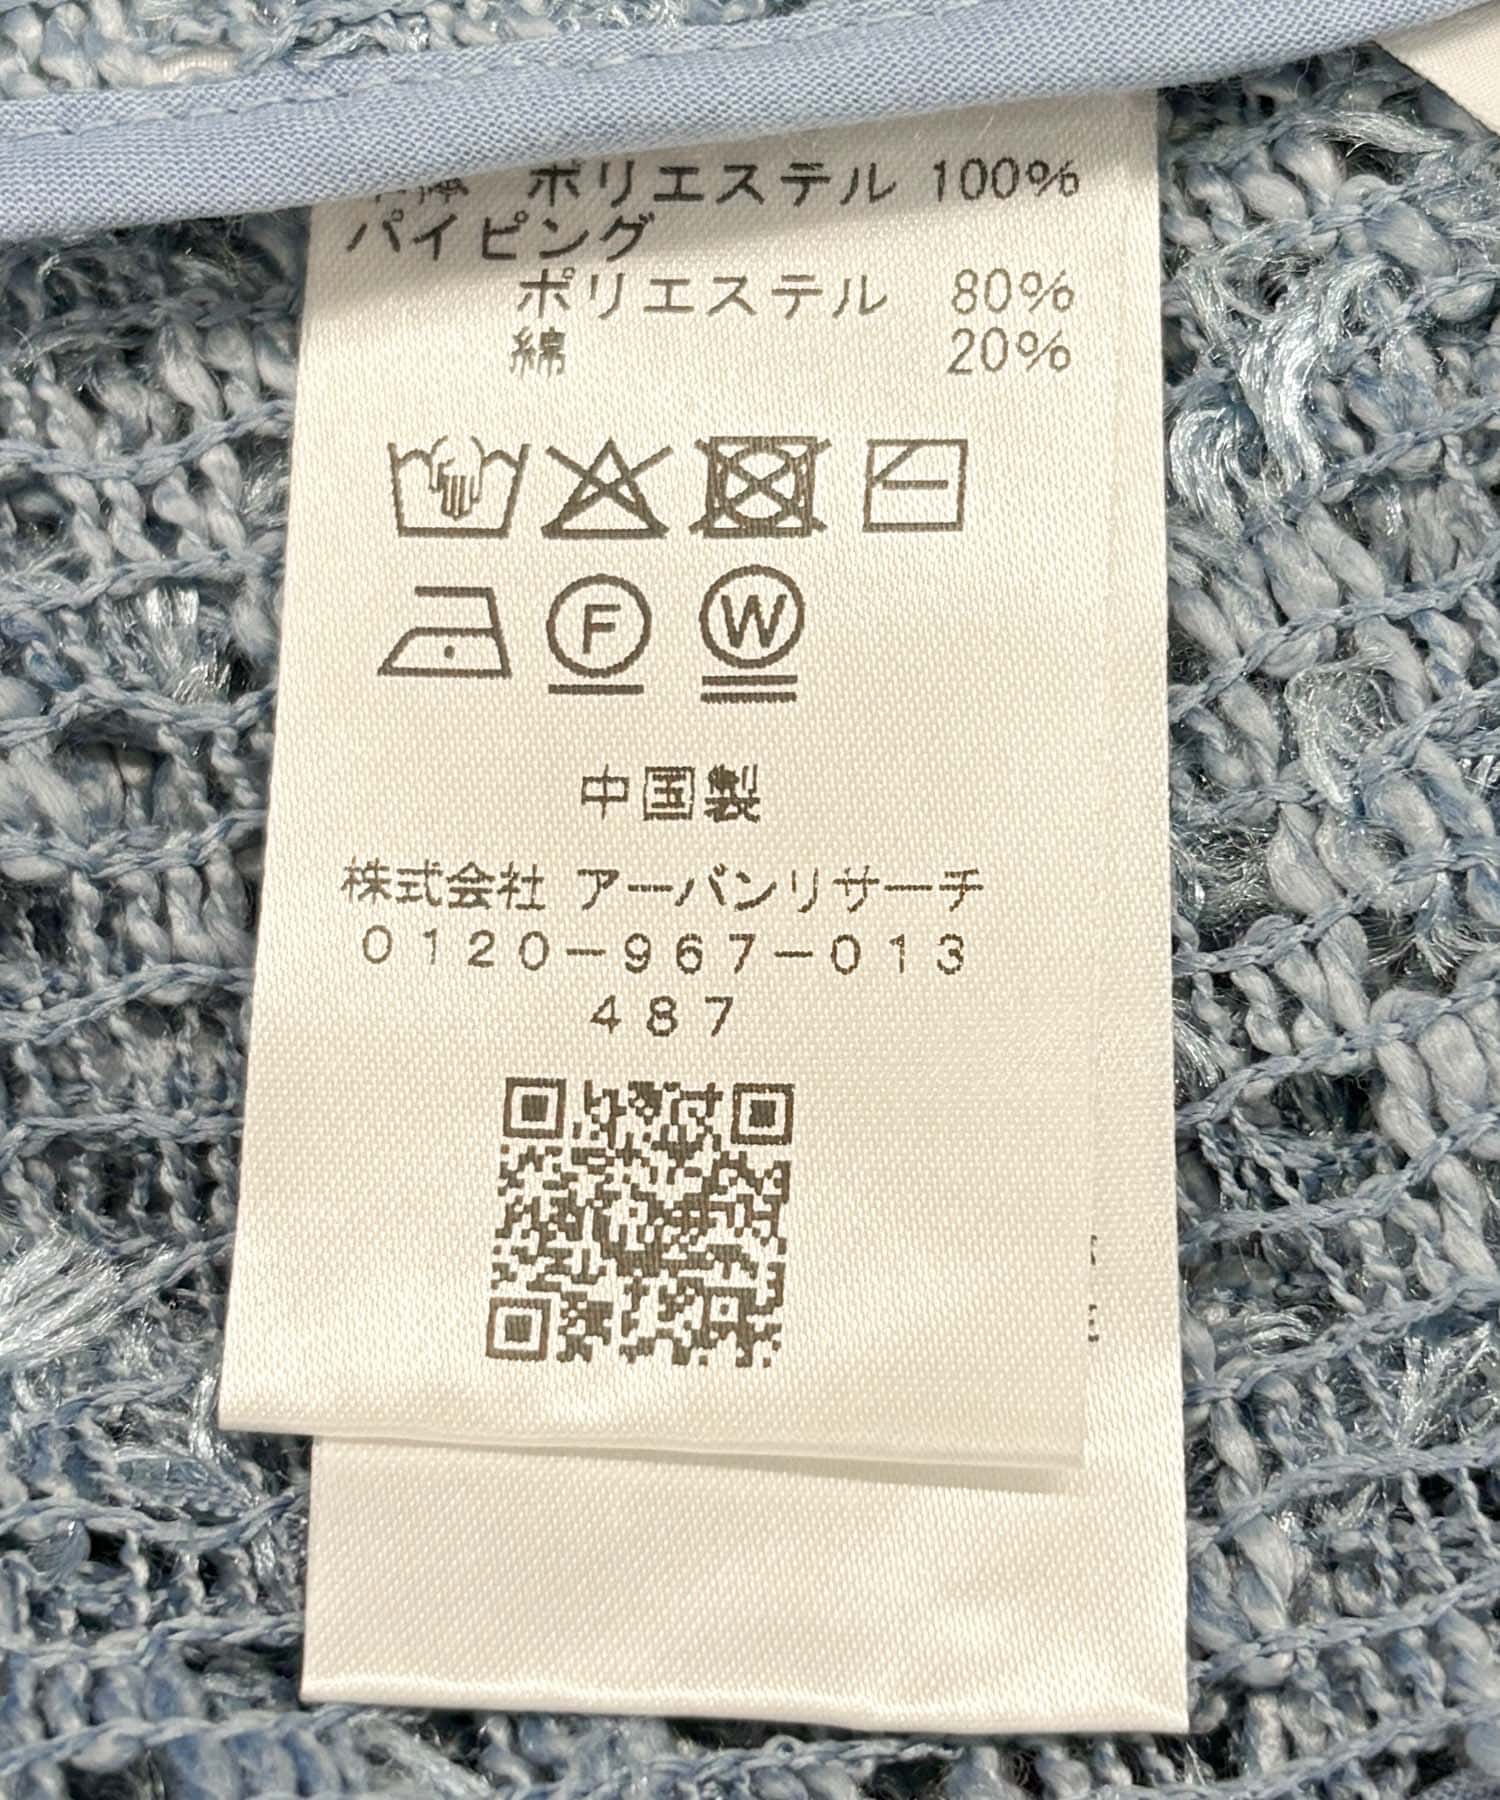 ポリエステル 100%
パイピング
ポリエステル 80%
綿 20%
F W
中国製
株式会社 アーバンリサーチ
0120-967-013
487